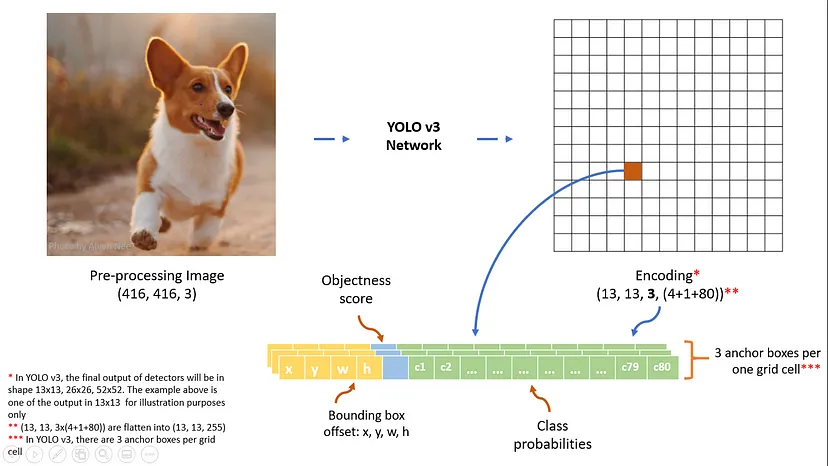 YOLO v3
Network
Pre-processing Image
(416, 416, 3)
Encoding*
(13, 13, 3, (4+1+80))**
Objectness
score
x y w h c1 c2 ... ... ... ... ... ... c79 c80
3 anchor boxes per
one grid cell***
Bounding box
offset: x, y, w, h
Class
probabilities
* In YOLO v3, the final output of detectors will be in
shape 13x13, 26x26, 52x52. The example above is
one of the output in 13x13 for illustration purposes
only
** (13, 13, 3x(4+1+80)) are flatten into (13, 13, 255)
*** In YOLO v3, there are 3 anchor boxes per grid
cell